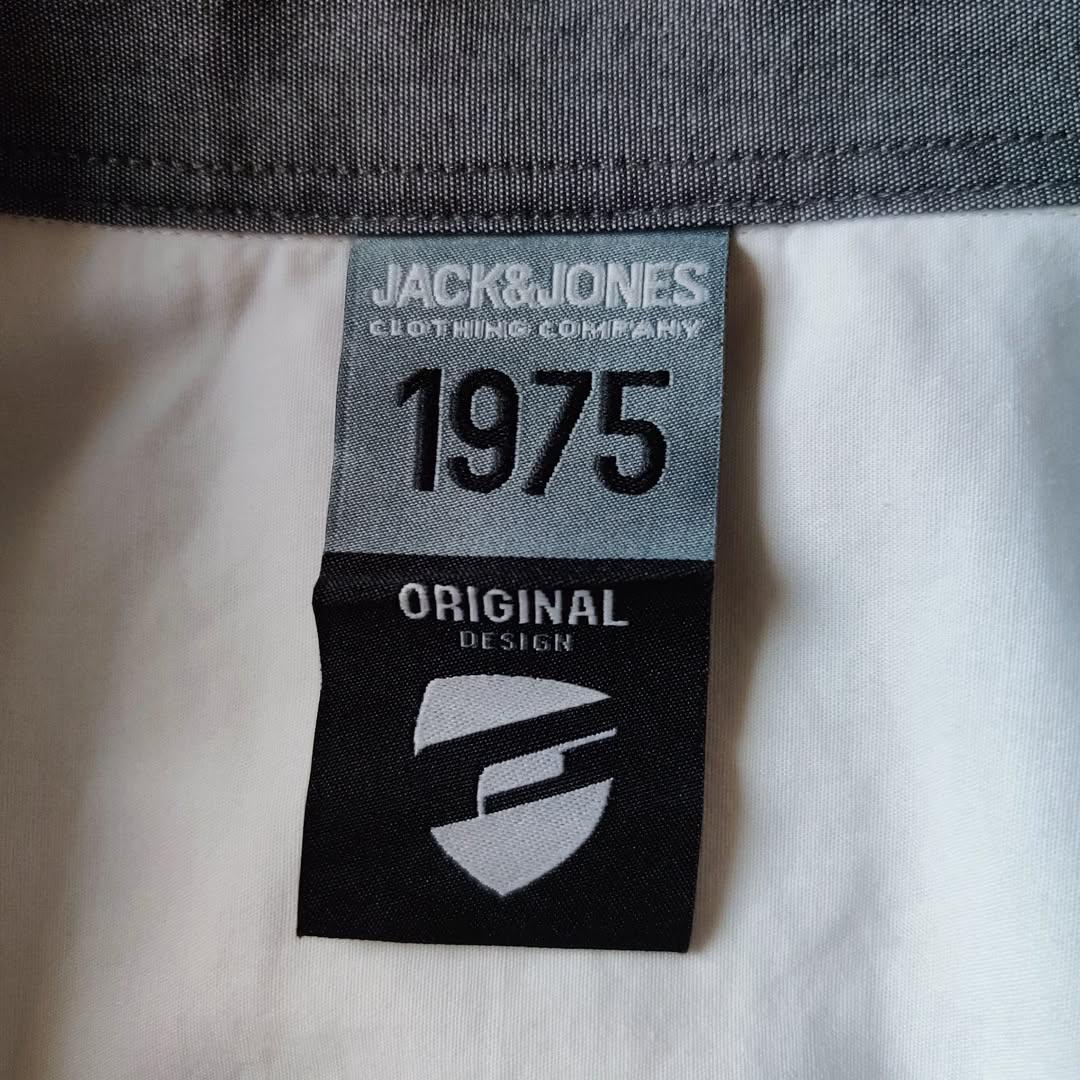 JACK&JONES
CLOTHING COMPANY
1975
ORIGINAL
DESIGN